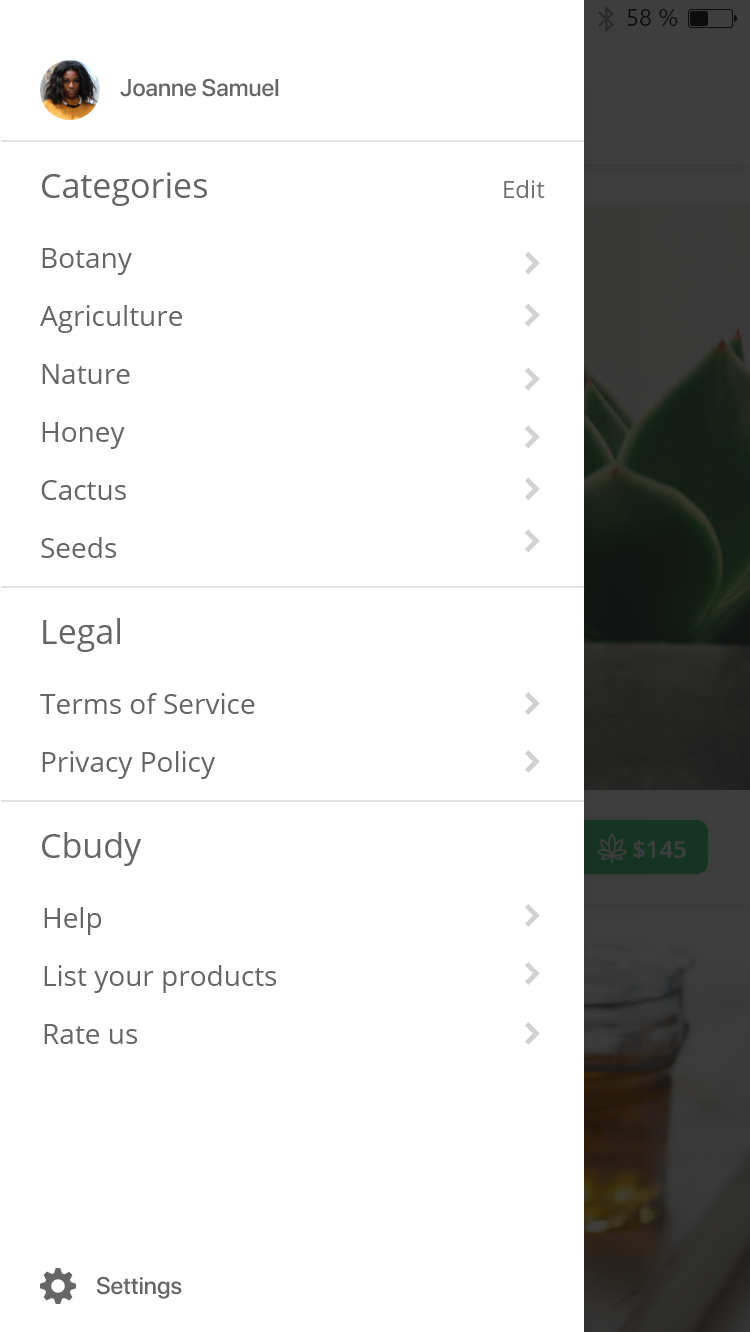 58 %
Joanne Samuel
Categories
Edit
Botany
Agriculture
Nature
Honey
Cactus
Seeds
Legal
Terms of Service
Privacy Policy
Cbudy
$145
Help
List your products
Rate us
Settings